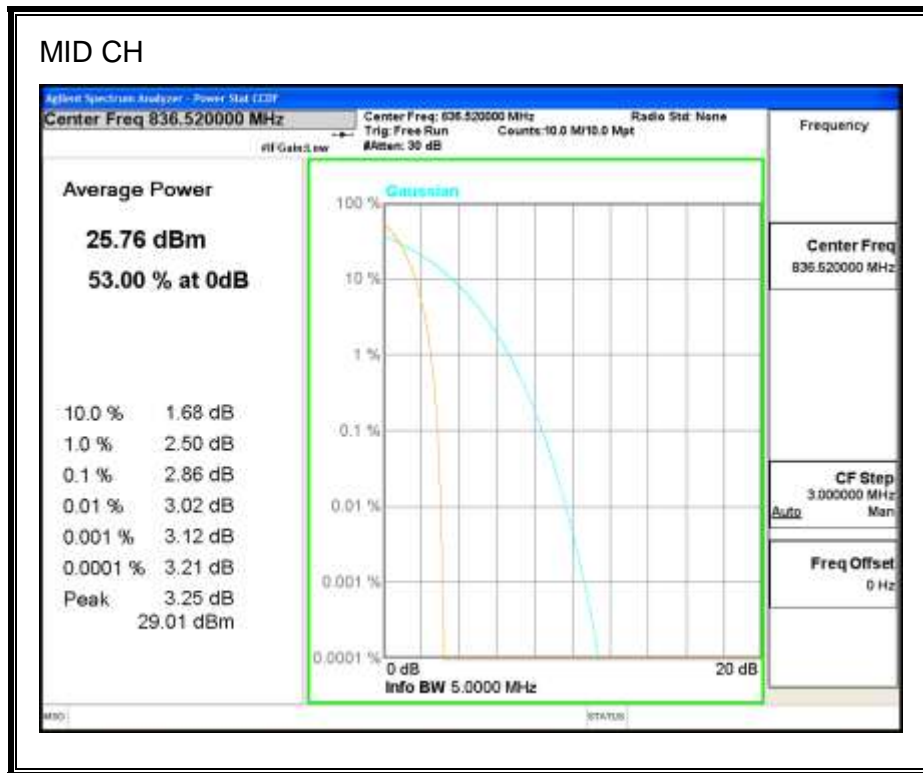 MID CH
Agilent Spectrum Analyzer - Power Stat CCDF
Center Freq 836.520000 MHz
Center Freq: 836.520000 MHz
Radio Std: None
Trig: Free Run
Counts:10.0 M/10.0 Mpt
#IFGain:Low
#Atten: 30 dB
Frequency
Average Power
25.76 dBm
53.00 % at 0dB
10.0 % 1.68 dB
1.0 % 2.50 dB
0.1 % 2.86 dB
0.01 % 3.02 dB
0.001 % 3.12 dB
0.0001 % 3.21 dB
Peak 3.25 dB
29.01 dBm
Gaussian
100 %
10 %
1 %
0.1 %
0.01 %
0.001 %
0.0001 %
0 dB
20 dB
Info BW 5.0000 MHz
Center Freq
836.520000 MHz
CF Step
3.000000 MHz
Auto Man
Freq Offset
0 Hz
MSG
STATUS